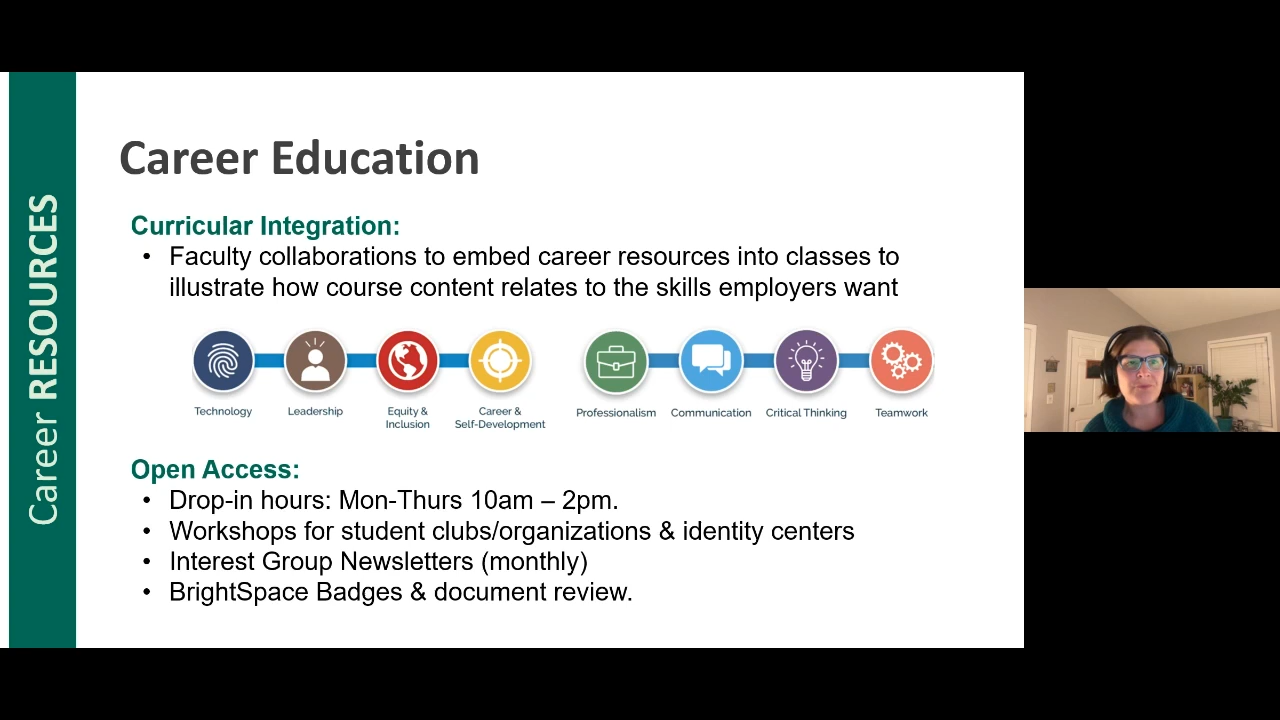 Career RESOURCES
Career Education
Curricular Integration:
• Faculty collaborations to embed career resources into classes to
illustrate how course content relates to the skills employers want
Technology
Leadership
Equity &
Inclusion
Career &
Self-Development
Professionalism
Communication
Critical Thinking
Teamwork
Open Access:
• Drop-in hours: Mon-Thurs 10am – 2pm.
• Workshops for student clubs/organizations & identity centers
• Interest Group Newsletters (monthly)
• BrightSpace Badges & document review.